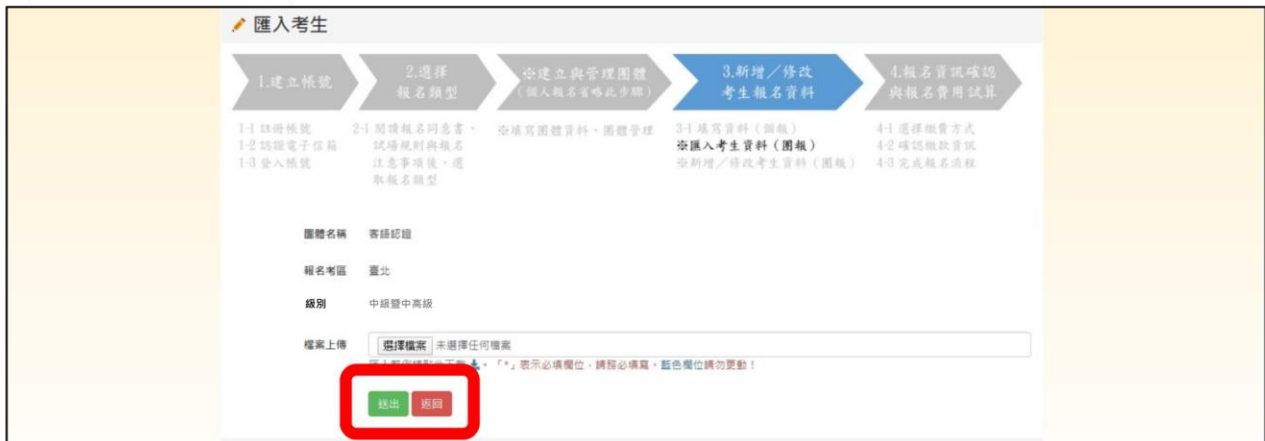 匯入考生
1.建立帳號
2.選擇
報名類型
※建立與管理團體
(個人報名省略此步驟)
3.新增／修改
考生報名資料
4.報名資訊確認
與報名費用試算
1-1 註冊帳號
1-2 認證電子信箱
1-3 登入帳號
2-1 閱讀報名同意書、
試場規則與報名
注意事項後，選
取報名類型
※填寫團體資料、團體管理
3-1 填寫資料（個報）
※匯入考生資料（團報）
※新增／修改考生資料（團報）
4-1 選擇繳費方式
4-2 確認繳款資訊
4-3 完成報名流程
團體名稱 客語認證
報名考區 臺北
級別 中級暨中高級
檔案上傳 選擇檔案 未選擇任何檔案
。「*」表示必填欄位，請務必填寫。藍色欄位請勿更動！
送出 返回